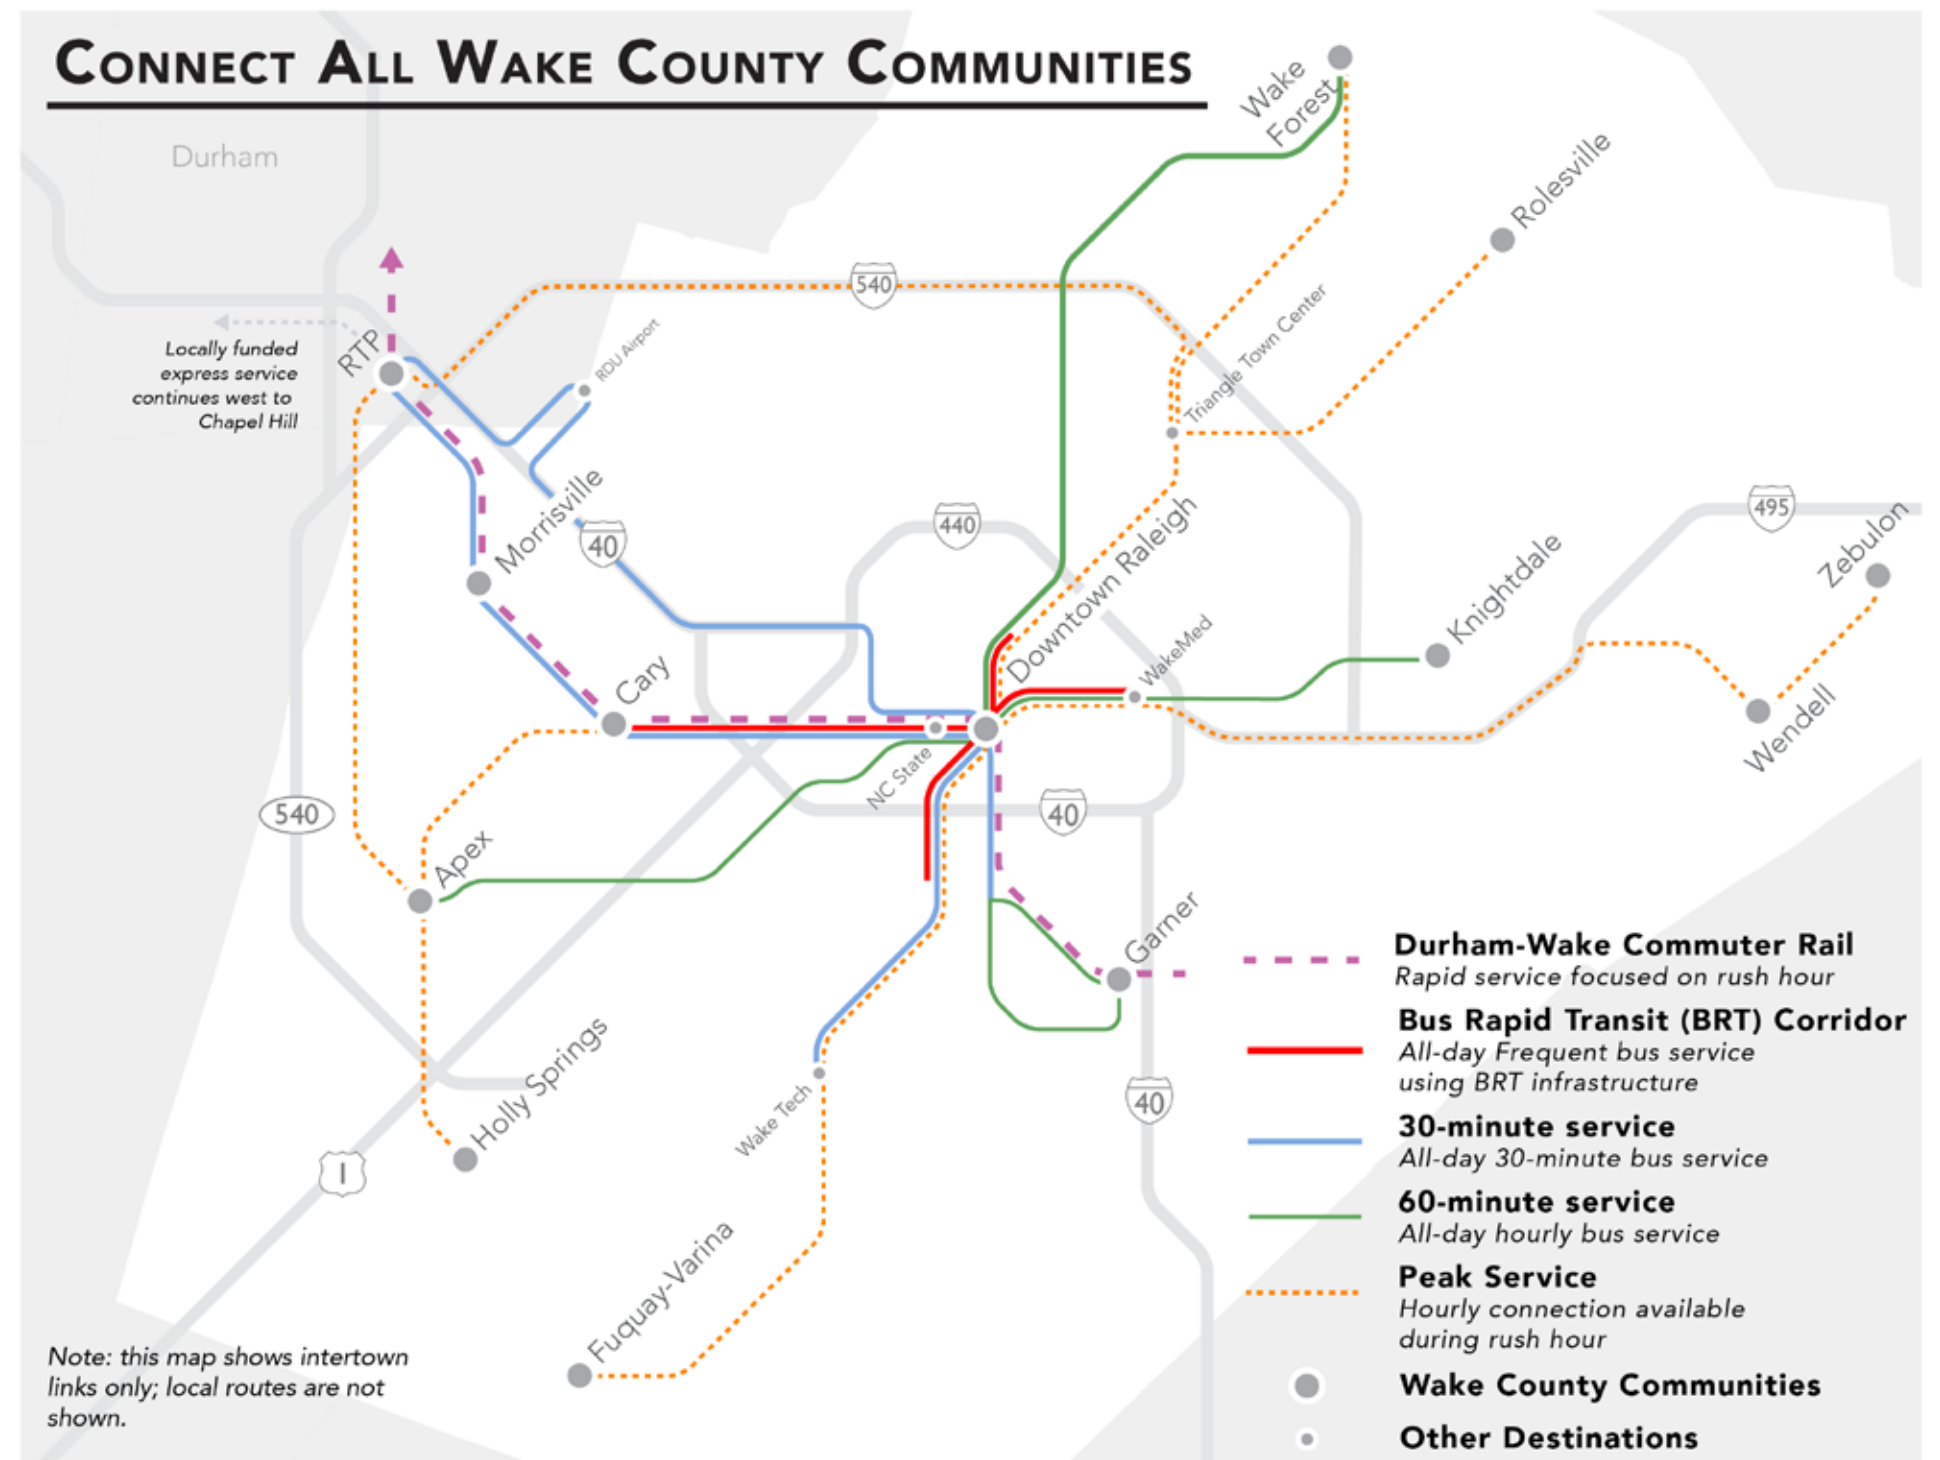 CONNECT ALL WAKE COUNTY COMMUNITIES
Durham
Wake
Forest
Rolesville
540
Triangle Town Center
RDU Airport
RTP
Locally funded
express service
continues west to
Chapel Hill
Morrisville
40
440
Downtown Raleigh
495
Zebulon
Knightdale
WakeMed
Cary
Wendell
NC State
540
40
Apex
Garner
Holly Springs
Wake Tech
40
1
Fuquay-Varina
Durham-Wake Commuter Rail
Rapid service focused on rush hour
Bus Rapid Transit (BRT) Corridor
All-day Frequent bus service
using BRT infrastructure
30-minute service
All-day 30-minute bus service
60-minute service
All-day hourly bus service
Peak Service
Hourly connection available
during rush hour
Wake County Communities
Other Destinations
Note: this map shows intertown
links only; local routes are not
shown.